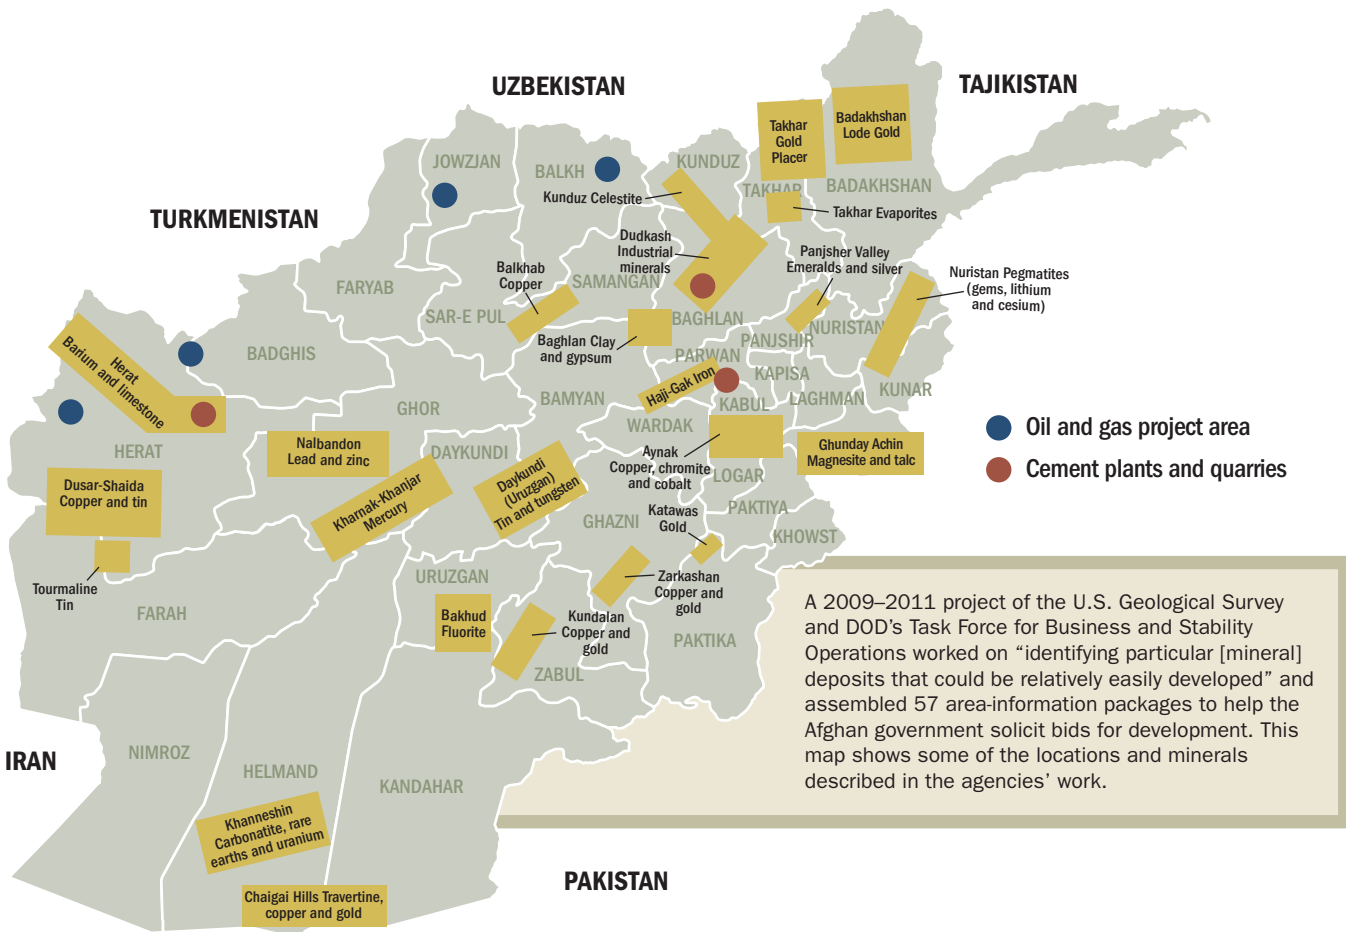 UZBEKISTAN
TAJIKISTAN
TURKMENISTAN
IRAN
PAKISTAN
JOWZJAN
BALKH
KUNDUZ
TAKHAR
BADAKHSHAN
Takhar
Gold
Placer
Badakhshan
Lode Gold
Kunduz Celestite
Takhar Evaporites
Dudkash
Industrial
minerals
Panjsher Valley
Emeralds and silver
Nuristan Pegmatites
(gems, lithium
and cesium)
Balkhab
Copper
SAMANGAN
FARYAB
SAR-E PUL
BAGHLAN
Baghlan Clay
and gypsum
PANJSHIR
NURISTAN
PARWAN
KAPISA
LAGHMAN
KUNAR
BADGHIS
Herat
Barium and limestone
HERAT
GHOR
BAMYAN
Haji-Gak Iron
KABUL
WARDAK
Aynak
Copper, chromite
and cobalt
LOGAR
Ghunday Achin
Magnesite and talc
Nalbandon
Lead and zinc
DAYKUNDI
Dusar-Shaida
Copper and tin
Kharnak-Khanjar
Mercury
Daykundi
(Uruzgan)
Tin and tungsten
GHAZNI
Katawas
Gold
PAKTIYA
KHOWST
Tourmaline
Tin
FARAH
URUZGAN
Bakhud
Fluorite
Kundalan
Copper and
gold
Zarkashan
Copper and
gold
ZABUL
PAKTIKA
NIMROZ
HELMAND
KANDAHAR
Khanneshin
Carbonatite, rare
earths and uranium
Chaigai Hills Travertine,
copper and gold
Oil and gas project area
Cement plants and quarries
A 2009–2011 project of the U.S. Geological Survey
and DOD’s Task Force for Business and Stability
Operations worked on “identifying particular [mineral]
deposits that could be relatively easily developed” and
assembled 57 area-information packages to help the
Afghan government solicit bids for development. This
map shows some of the locations and minerals
described in the agencies’ work.